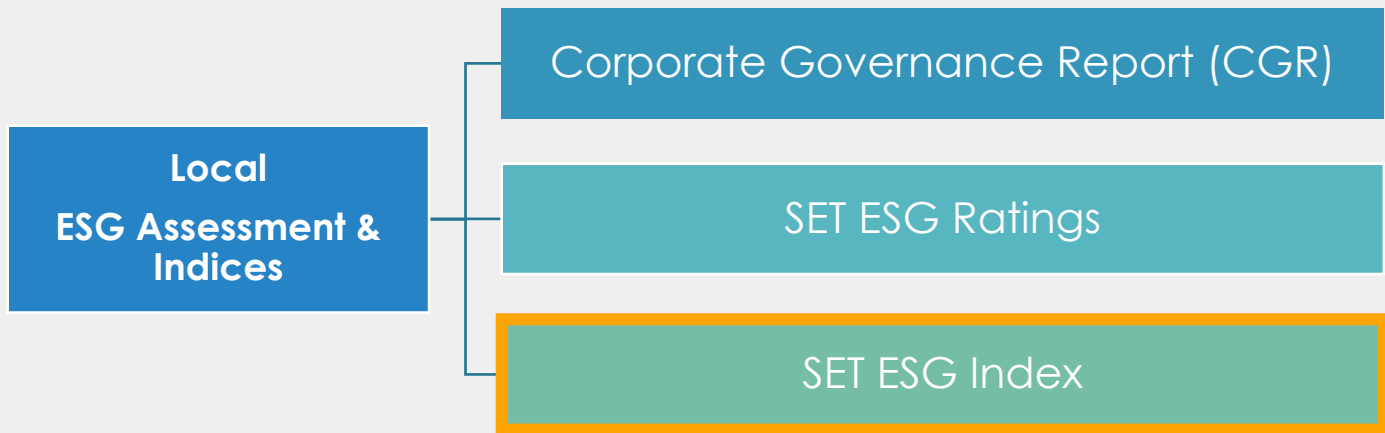 Local
ESG Assessment &
Indices
Corporate Governance Report (CGR)
SET ESG Ratings
SET ESG Index